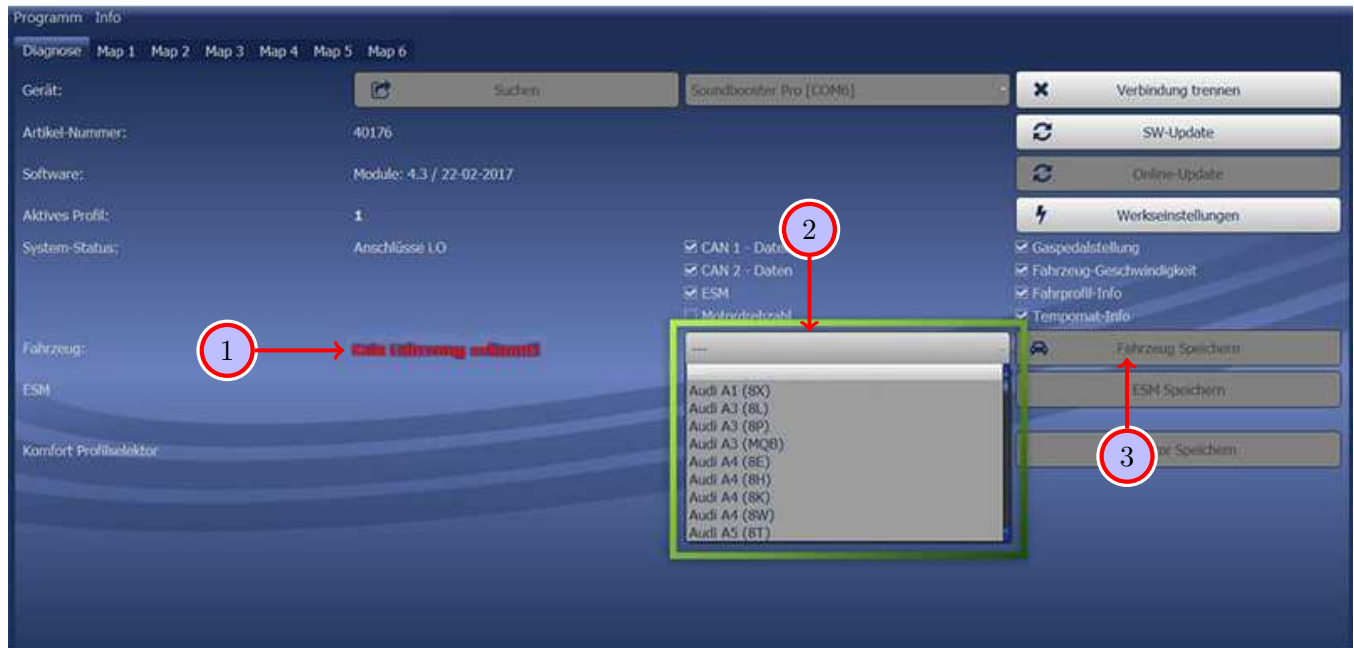 Programm Info
Diagnose Map 1 Map 2 Map 3 Map 4 Map 5 Map 6
Gerät: Suchen Soundbooster Pro [COM6] Verbindung trennen
Artikel-Nummer: 40176 SW-Update
Software: Module: 4.3 / 22-02-2017 Online-Update
Aktives Profil: 1 Werkseinstellungen
2
System-Status: Anschlüsse i.O CAN 1 - Gaspedalstellung
CAN 2 - Daten Fahrzeug-Geschwindigkeit
ESM Fahrprofil-Info
Motordrehzahl Tempomat-Info
Fahrzeug: 1 --- Fahrzeug Speichern
ESM ESM Speichern
Audi A1 (8X)
Audi A3 (8L)
Audi A3 (8P)
Audi A3 (MQB)
Komfort Profilselektor 3 Speichern
Audi A4 (8E)
Audi A4 (8H)
Audi A4 (8K)
Audi A4 (8W)
Audi A5 (8T)